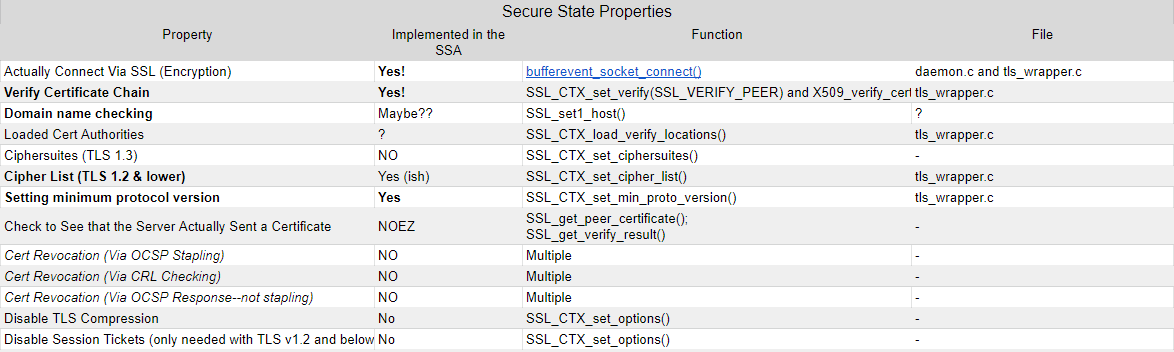 Secure State Properties
Property Implemented in the SSA Function File
Actually Connect Via SSL (Encryption) Yes! bufferevent_socket_connect() daemon.c and tls_wrapper.c
Verify Certificate Chain Yes! SSL_CTX_set_verify(SSL_VERIFY_PEER) and X509_verify_cert tls_wrapper.c
Domain name checking Maybe?? SSL_set1_host() ?
Loaded Cert Authorities ? SSL_CTX_load_verify_locations() tls_wrapper.c
Ciphersuites (TLS 1.3) NO SSL_CTX_set_ciphersuites() -
Cipher List (TLS 1.2 & lower) Yes (ish) SSL_CTX_set_cipher_list() tls_wrapper.c
Setting minimum protocol version Yes SSL_CTX_set_min_proto_version() tls_wrapper.c
Check to See that the Server Actually Sent a Certificate NOEZ SSL_get_peer_certificate(); SSL_get_verify_result() -
Cert Revocation (Via OCSP Stapling) NO Multiple -
Cert Revocation (Via CRL Checking) NO Multiple -
Cert Revocation (Via OCSP Response--not stapling) NO Multiple -
Disable TLS Compression No SSL_CTX_set_options() -
Disable Session Tickets (only needed with TLS v1.2 and below No SSL_CTX_set_options() -